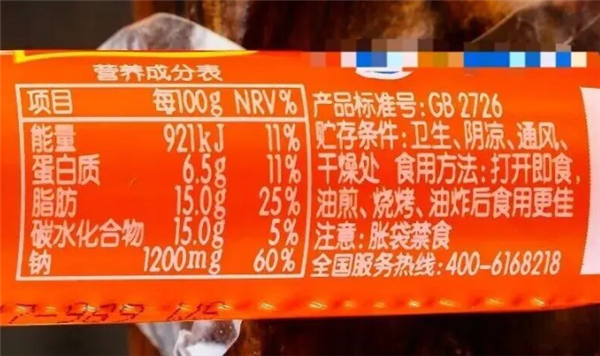 营养成分表
项目 每100g NRV%
能量 921kJ 11%
蛋白质 6.5g 11%
脂肪 15.0g 25%
碳水化合物 15.0g 5%
钠 1200mg 60%
产品标准号:GB 2726
贮存条件:卫生、阴凉、通风、
干燥处 食用方法:打开即食,
油煎、烧烤、油炸后食用更佳
注意:胀袋禁食
全国服务热线:400-6168218